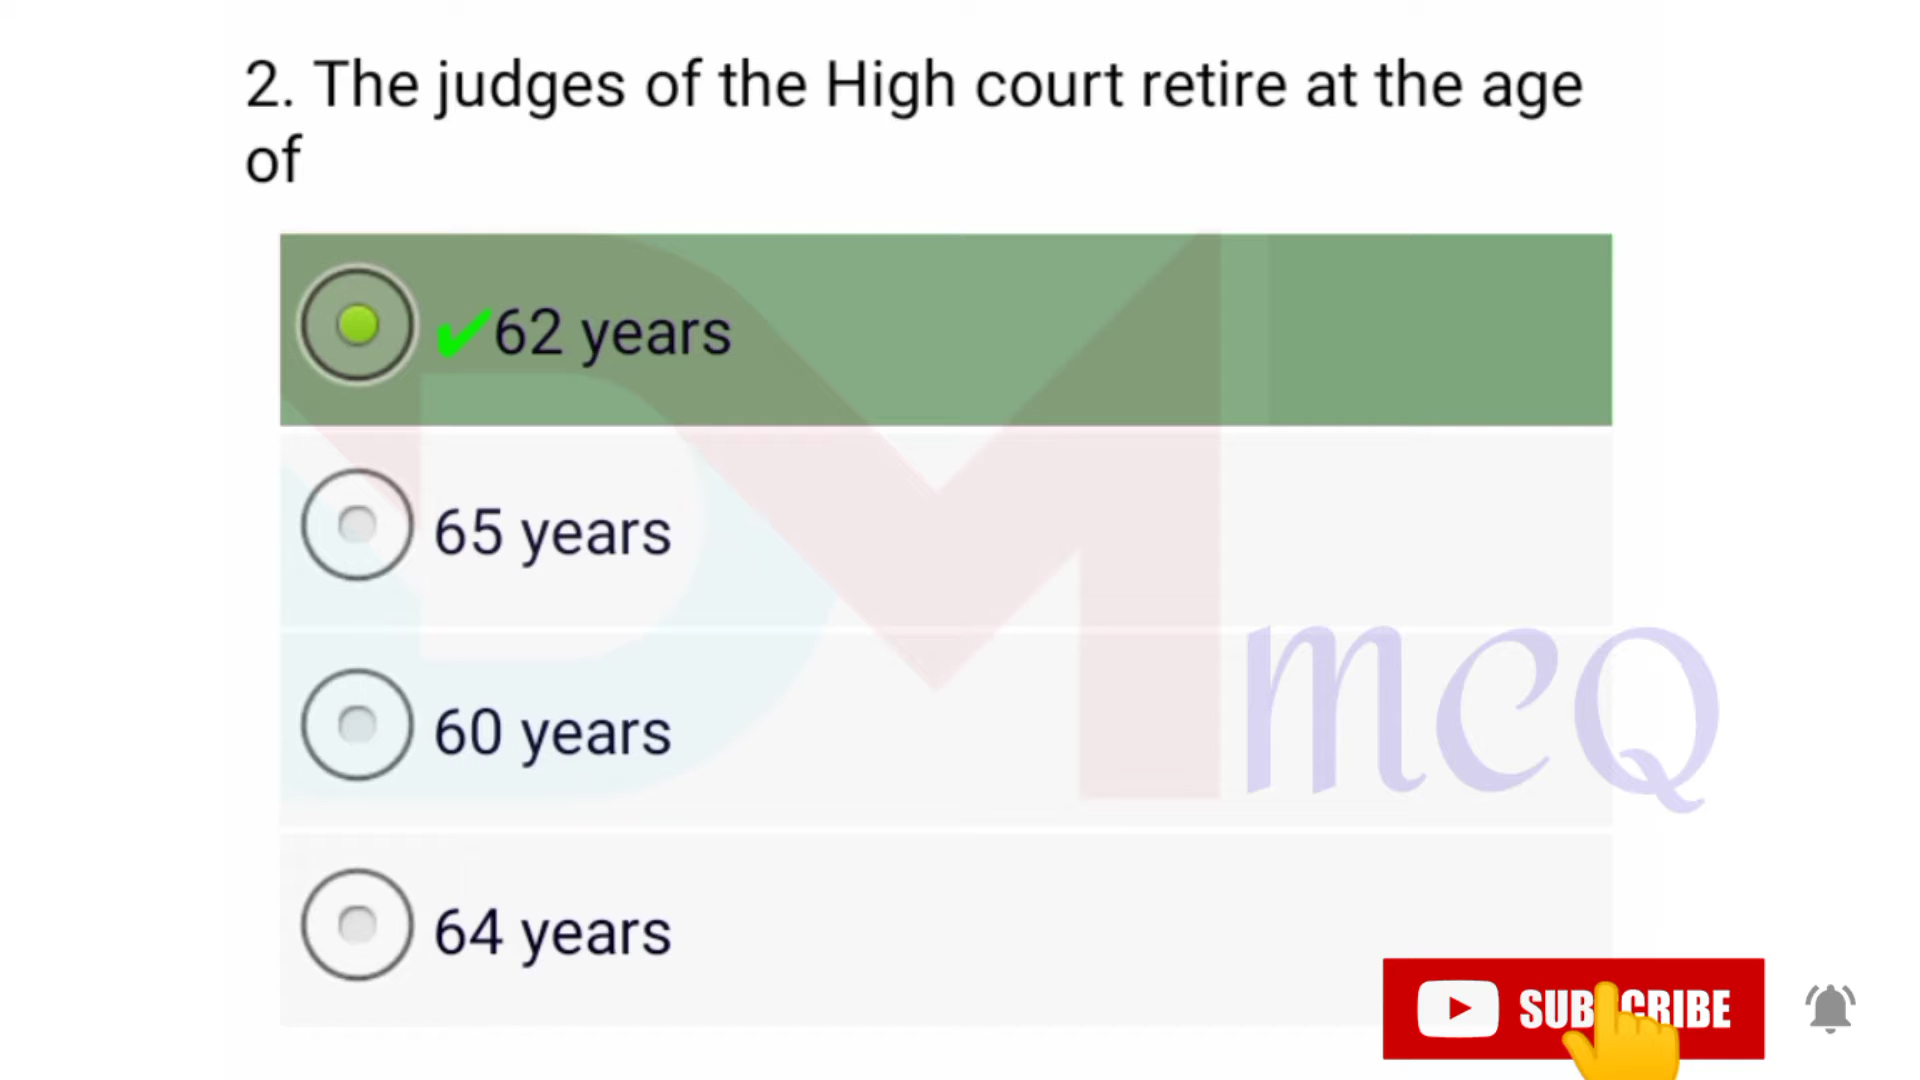 2. The judges of the High court retire at the age
of
✔62 years
65 years
60 years
64 years
MCQ
SUBSCRIBE